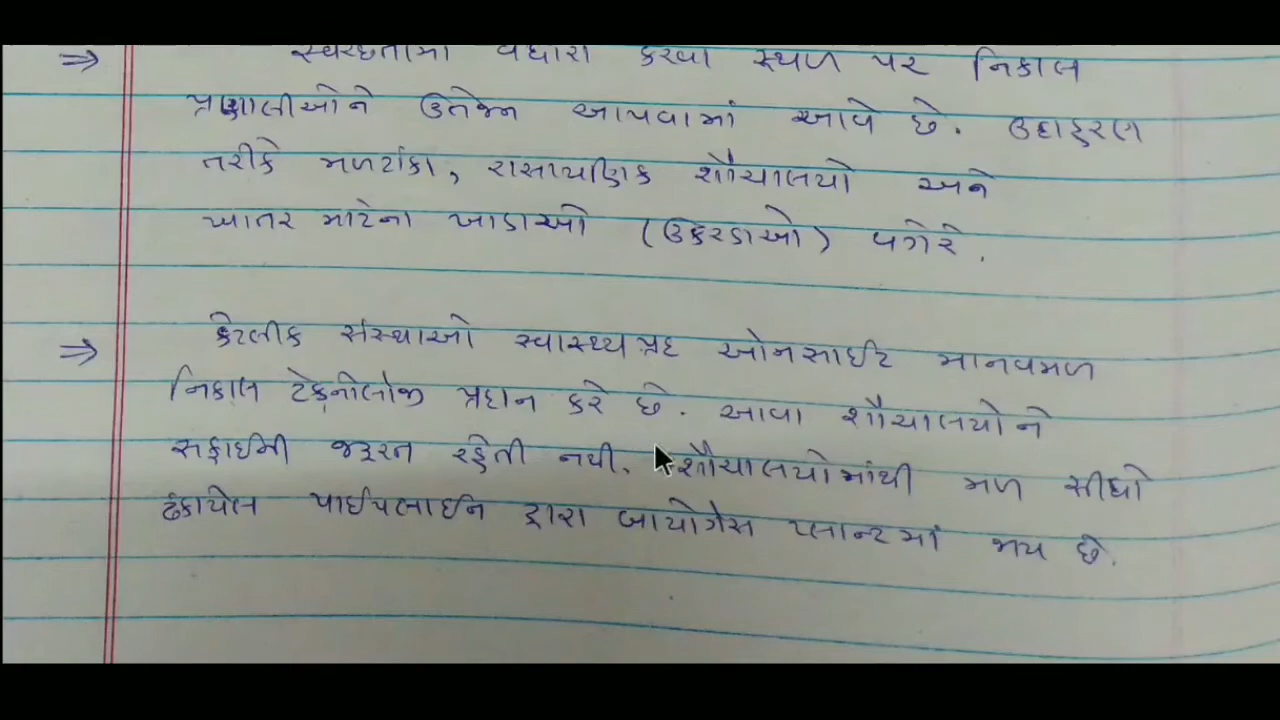 ⇒ સ્વચ્છતામાં વધારો કરવા સ્થળ પર નિકાલ
પ્રણાલીઓને ઉત્તેજન આપવામાં આવે છે. ઉદાહરણ
તરીકે મળટાંકા, રાસાયણિક શૌચાલયો અને
ખાતર માટેના ખાડાઓ (ઉકરડાઓ) વગેરે.
⇒ કેટલીક સંસ્થાઓ સ્વાસ્થ્યપ્રદ ઓનસાઈટ માનવમળ
નિકાલ ટેક્નોલોજી પ્રદાન કરે છે. આવા શૌચાલયોને
સફાઈની જરૂરત રહેતી નથી. શૌચાલયોમાંથી મળ સીધો
ઢંકાયેલ પાઈપલાઈન દ્વારા બાયોગેસ પ્લાન્ટમાં જાય છે.